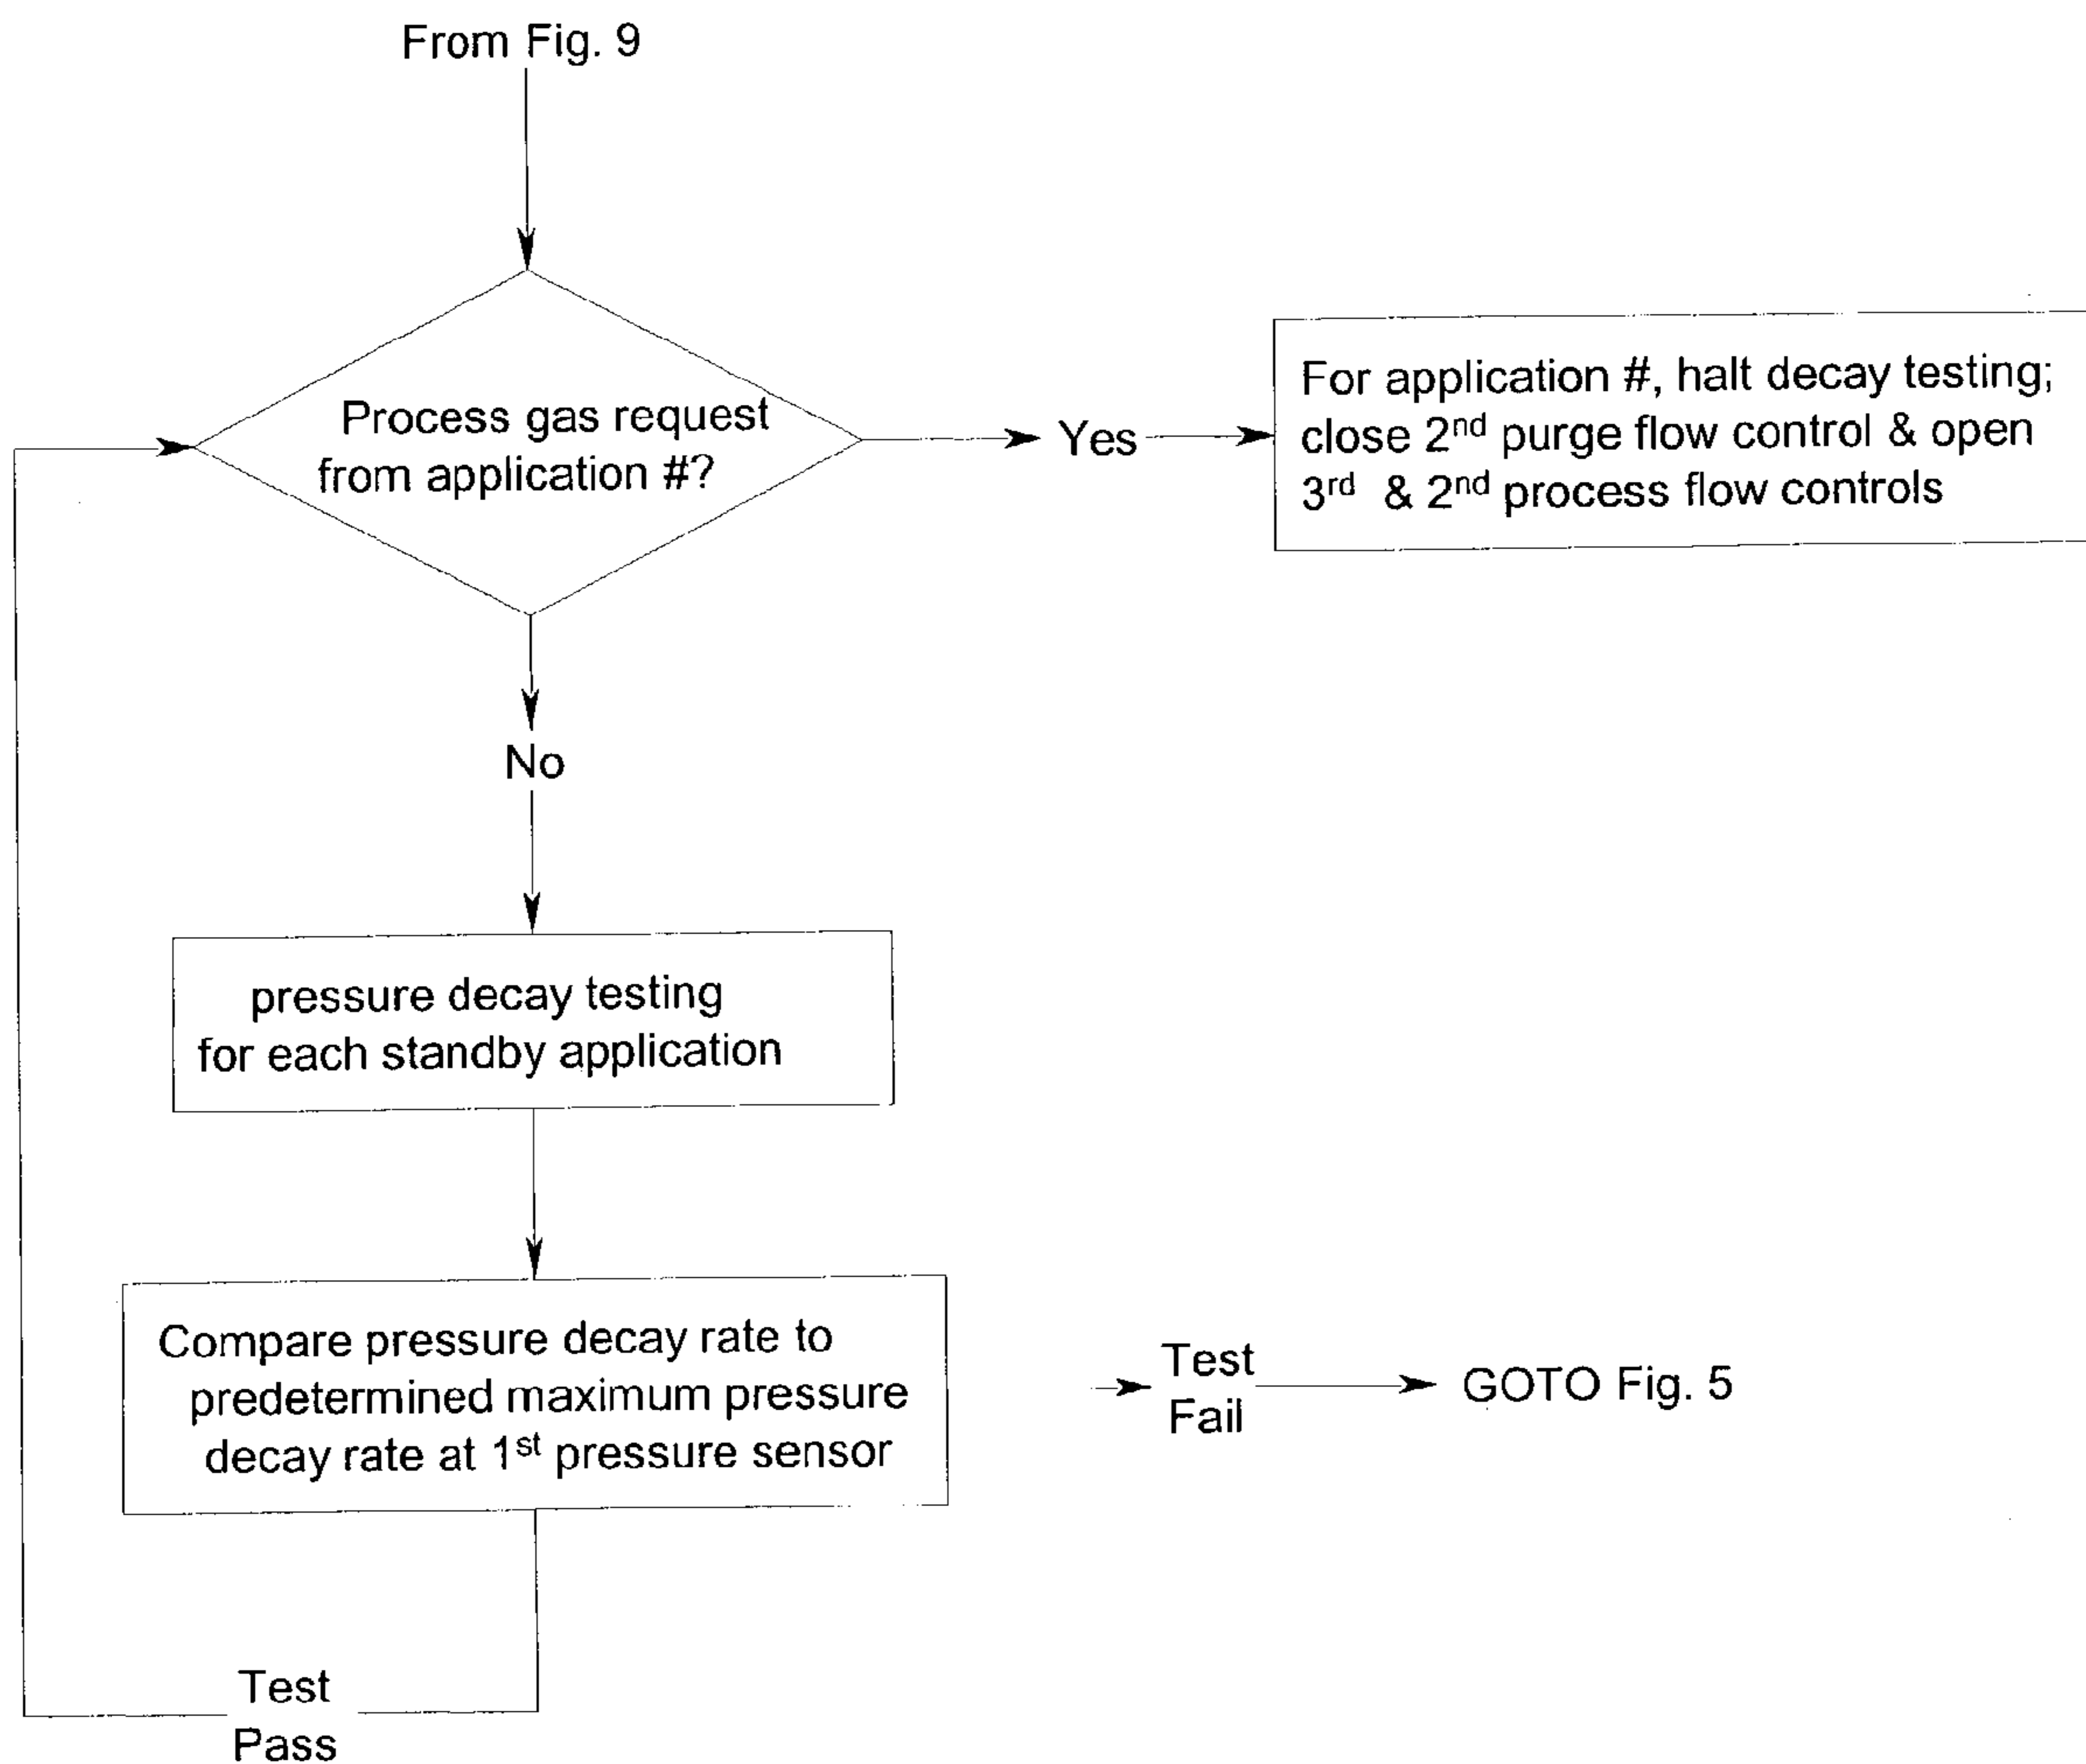 From Fig. 9
Process gas request
from application #?
Yes
For application #, halt decay testing;
close 2nd purge flow control & open
3rd & 2nd process flow controls
No
pressure decay testing
for each standby application
Compare pressure decay rate to
predetermined maximum pressure
decay rate at 1st pressure sensor
Test
Fail
GOTO Fig. 5
Test
Pass